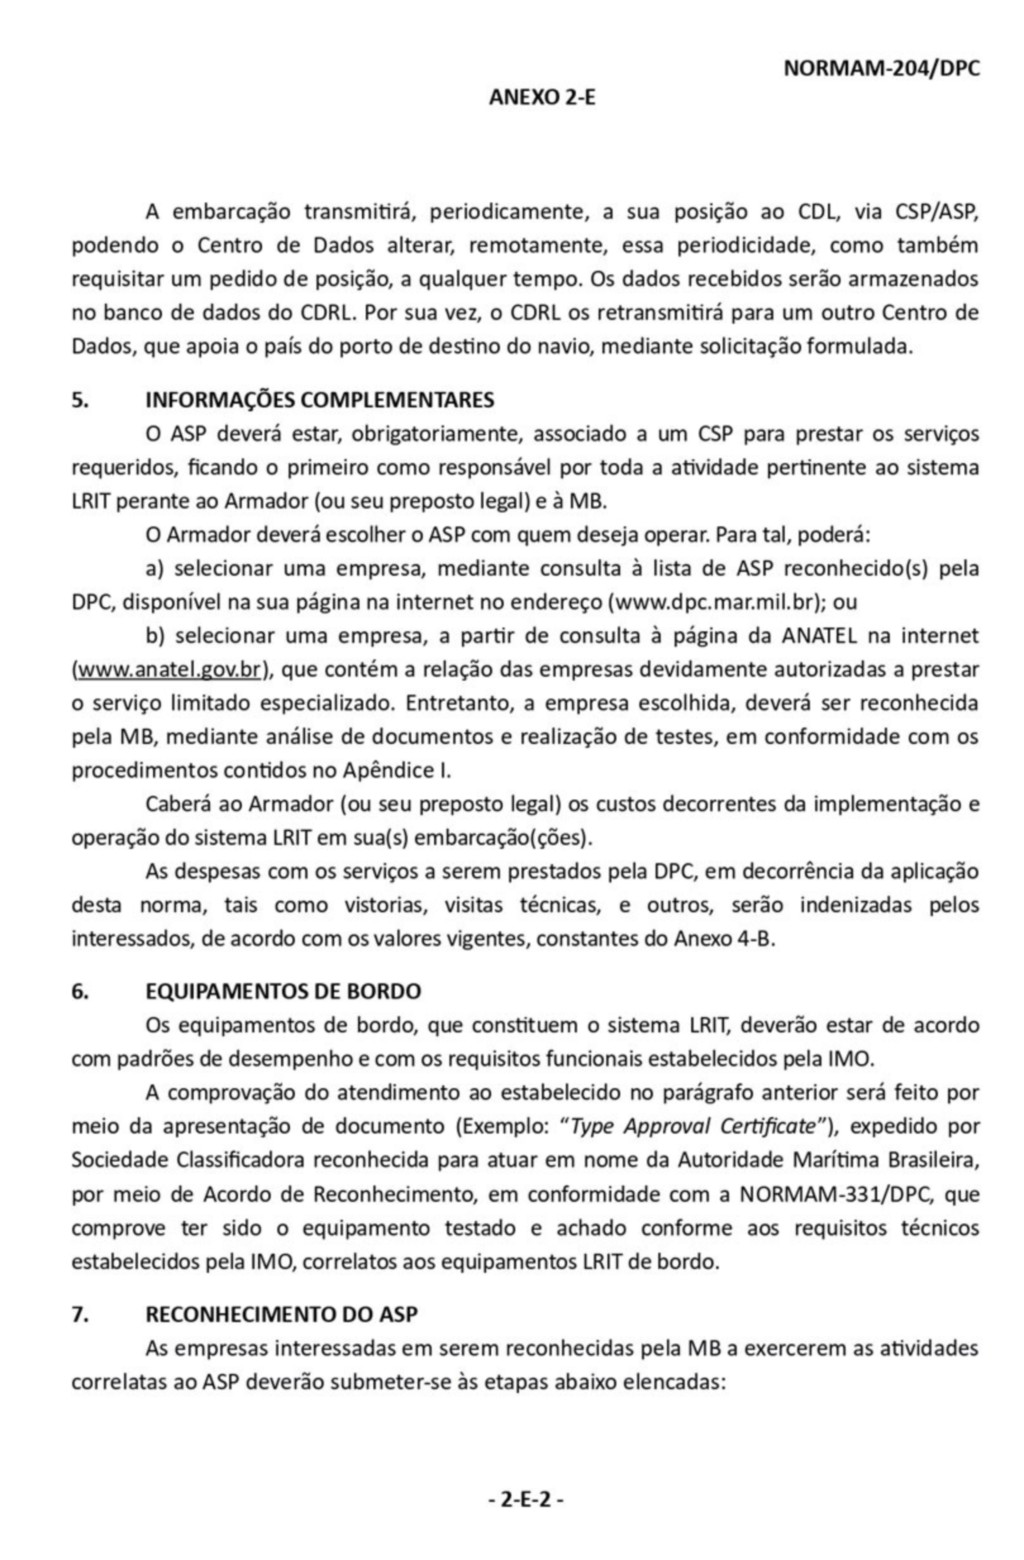 NORMAM-204/DPC
ANEXO 2-E
A embarcação transmitirá, periodicamente, a sua posição ao CDL, via CSP/ASP,
podendo o Centro de Dados alterar, remotamente, essa periodicidade, como também
requisitar um pedido de posição, a qualquer tempo. Os dados recebidos serão armazenados
no banco de dados do CDRL. Por sua vez, o CDRL os retransmitirá para um outro Centro de
Dados, que apoia o país do porto de destino do navio, mediante solicitação formulada.
5. INFORMAÇÕES COMPLEMENTARES
O ASP deverá estar, obrigatoriamente, associado a um CSP para prestar os serviços
requeridos, ficando o primeiro como responsável por toda a atividade pertinente ao sistema
LRIT perante ao Armador (ou seu preposto legal) e à MB.
O Armador deverá escolher o ASP com quem deseja operar. Para tal, poderá:
a) selecionar uma empresa, mediante consulta à lista de ASP reconhecido(s) pela
DPC, disponível na sua página na internet no endereço (www.dpc.mar.mil.br); ou
b) selecionar uma empresa, a partir de consulta à página da ANATEL na internet
(www.anatel.gov.br), que contém a relação das empresas devidamente autorizadas a prestar
o serviço limitado especializado. Entretanto, a empresa escolhida, deverá ser reconhecida
pela MB, mediante análise de documentos e realização de testes, em conformidade com os
procedimentos contidos no Apêndice I.
Caberá ao Armador (ou seu preposto legal) os custos decorrentes da implementação e
operação do sistema LRIT em sua(s) embarcação(ções).
As despesas com os serviços a serem prestados pela DPC, em decorrência da aplicação
desta norma, tais como vistorias, visitas técnicas, e outros, serão indenizadas pelos
interessados, de acordo com os valores vigentes, constantes do Anexo 4-B.
6. EQUIPAMENTOS DE BORDO
Os equipamentos de bordo, que constituem o sistema LRIT, deverão estar de acordo
com padrões de desempenho e com os requisitos funcionais estabelecidos pela IMO.
A comprovação do atendimento ao estabelecido no parágrafo anterior será feito por
meio da apresentação de documento (Exemplo: “Type Approval Certificate”), expedido por
Sociedade Classificadora reconhecida para atuar em nome da Autoridade Marítima Brasileira,
por meio de Acordo de Reconhecimento, em conformidade com a NORMAM-331/DPC, que
comprove ter sido o equipamento testado e achado conforme aos requisitos técnicos
estabelecidos pela IMO, correlatos aos equipamentos LRIT de bordo.
7. RECONHECIMENTO DO ASP
As empresas interessadas em serem reconhecidas pela MB a exercerem as atividades
correlatas ao ASP deverão submeter-se às etapas abaixo elencadas:
- 2-E-2 -